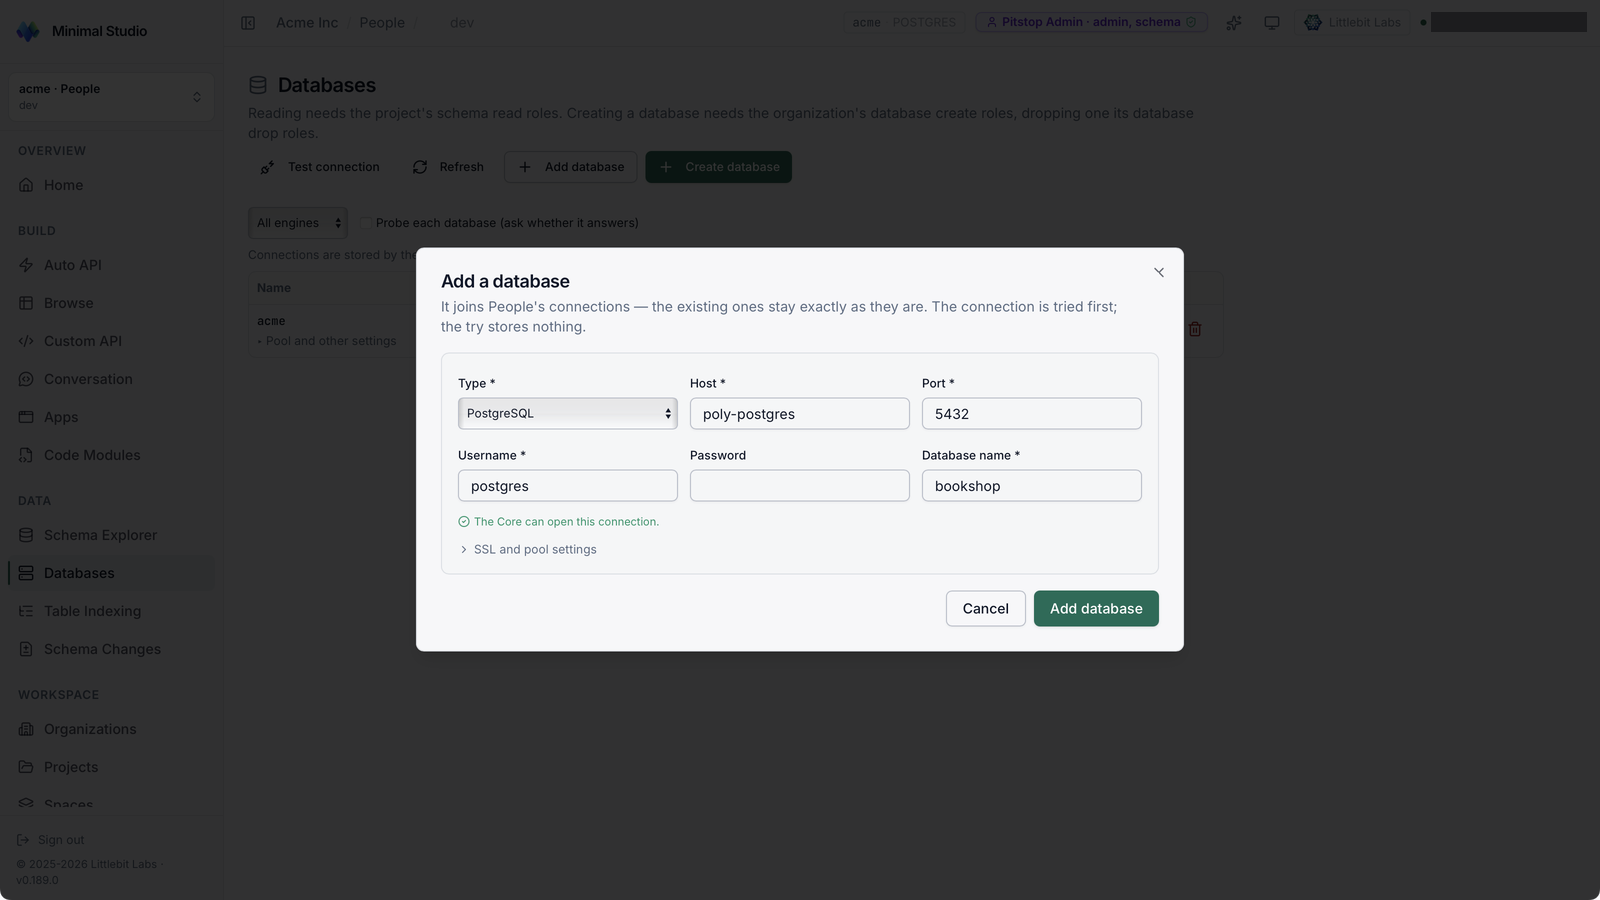 Minimal Studio
Acme Inc / People / dev
acme POSTGRES
Pitstop Admin · admin, schema
Littlebit Labs
acme · People
dev
OVERVIEW
Home
BUILD
Auto API
Browse
Custom API
Conversation
Apps
Code Modules
DATA
Schema Explorer
Databases
Table Indexing
Schema Changes
WORKSPACE
Organizations
Projects
Spaces
Sign out
© 2025-2026 Littlebit Labs ·
v0.189.0
Databases
Reading needs the project's schema read roles. Creating a database needs the organization's database create roles, dropping one its database
drop roles.
Test connection
Refresh
Add database
Create database
All engines
Probe each database (ask whether it answers)
Connections are stored by the
Name
acme
Pool and other settings
Add a database
It joins People's connections — the existing ones stay exactly as they are. The connection is tried first;
the try stores nothing.
Type * Host * Port *
PostgreSQL poly-postgres 5432
Username * Password Database name *
postgres bookshop
The Core can open this connection.
SSL and pool settings
Cancel
Add database